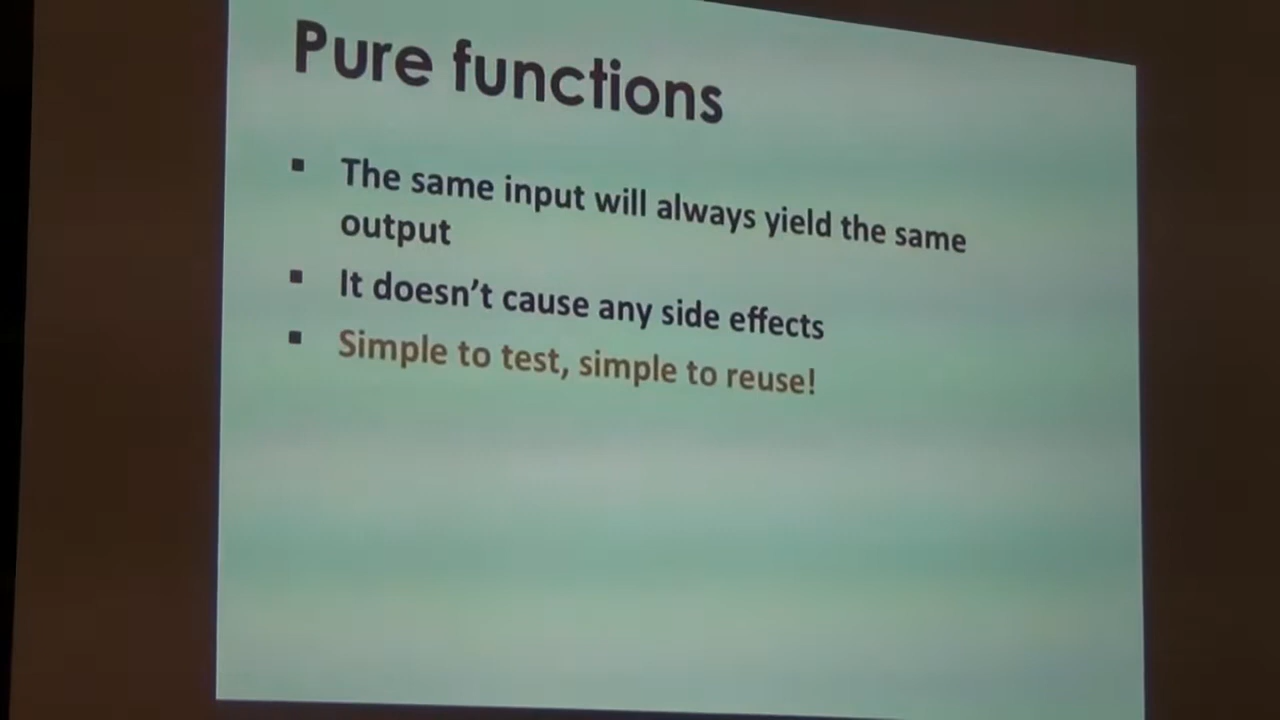 Pure functions
▪ The same input will always yield the same
output
▪ It doesn't cause any side effects
▪ Simple to test, simple to reuse!